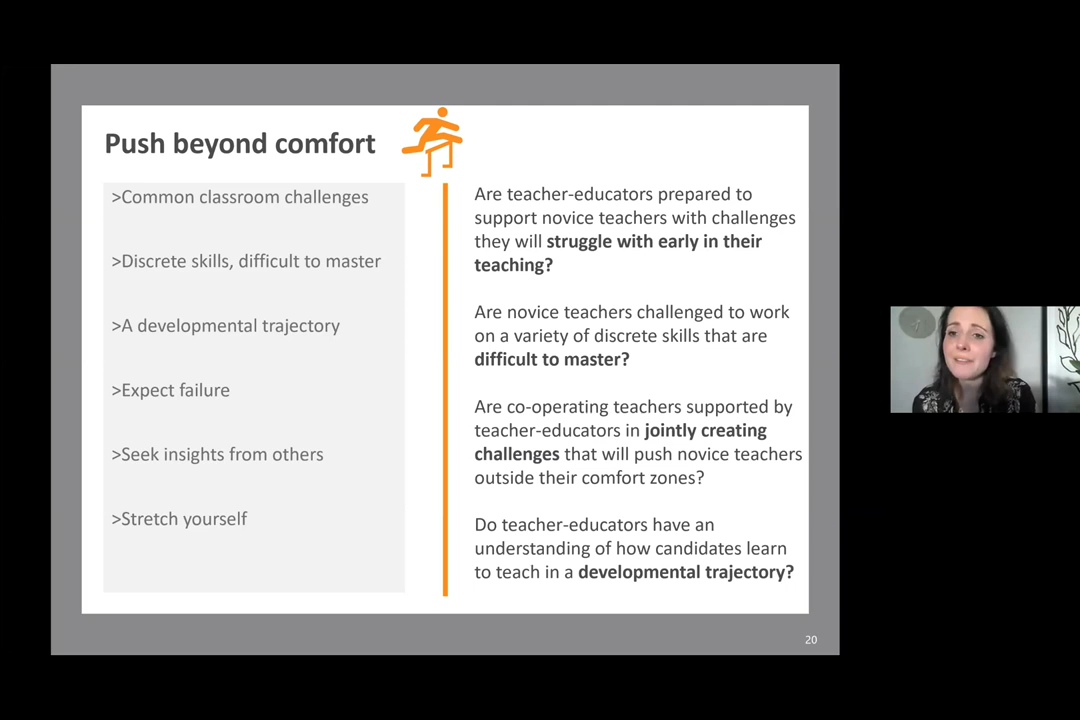 Push beyond comfort
>Common classroom challenges
>Discrete skills, difficult to master
>A developmental trajectory
>Expect failure
>Seek insights from others
>Stretch yourself
Are teacher-educators prepared to
support novice teachers with challenges
they will struggle with early in their
teaching?
Are novice teachers challenged to work
on a variety of discrete skills that are
difficult to master?
Are co-operating teachers supported by
teacher-educators in jointly creating
challenges that will push novice teachers
outside their comfort zones?
Do teacher-educators have an
understanding of how candidates learn
to teach in a developmental trajectory?
20